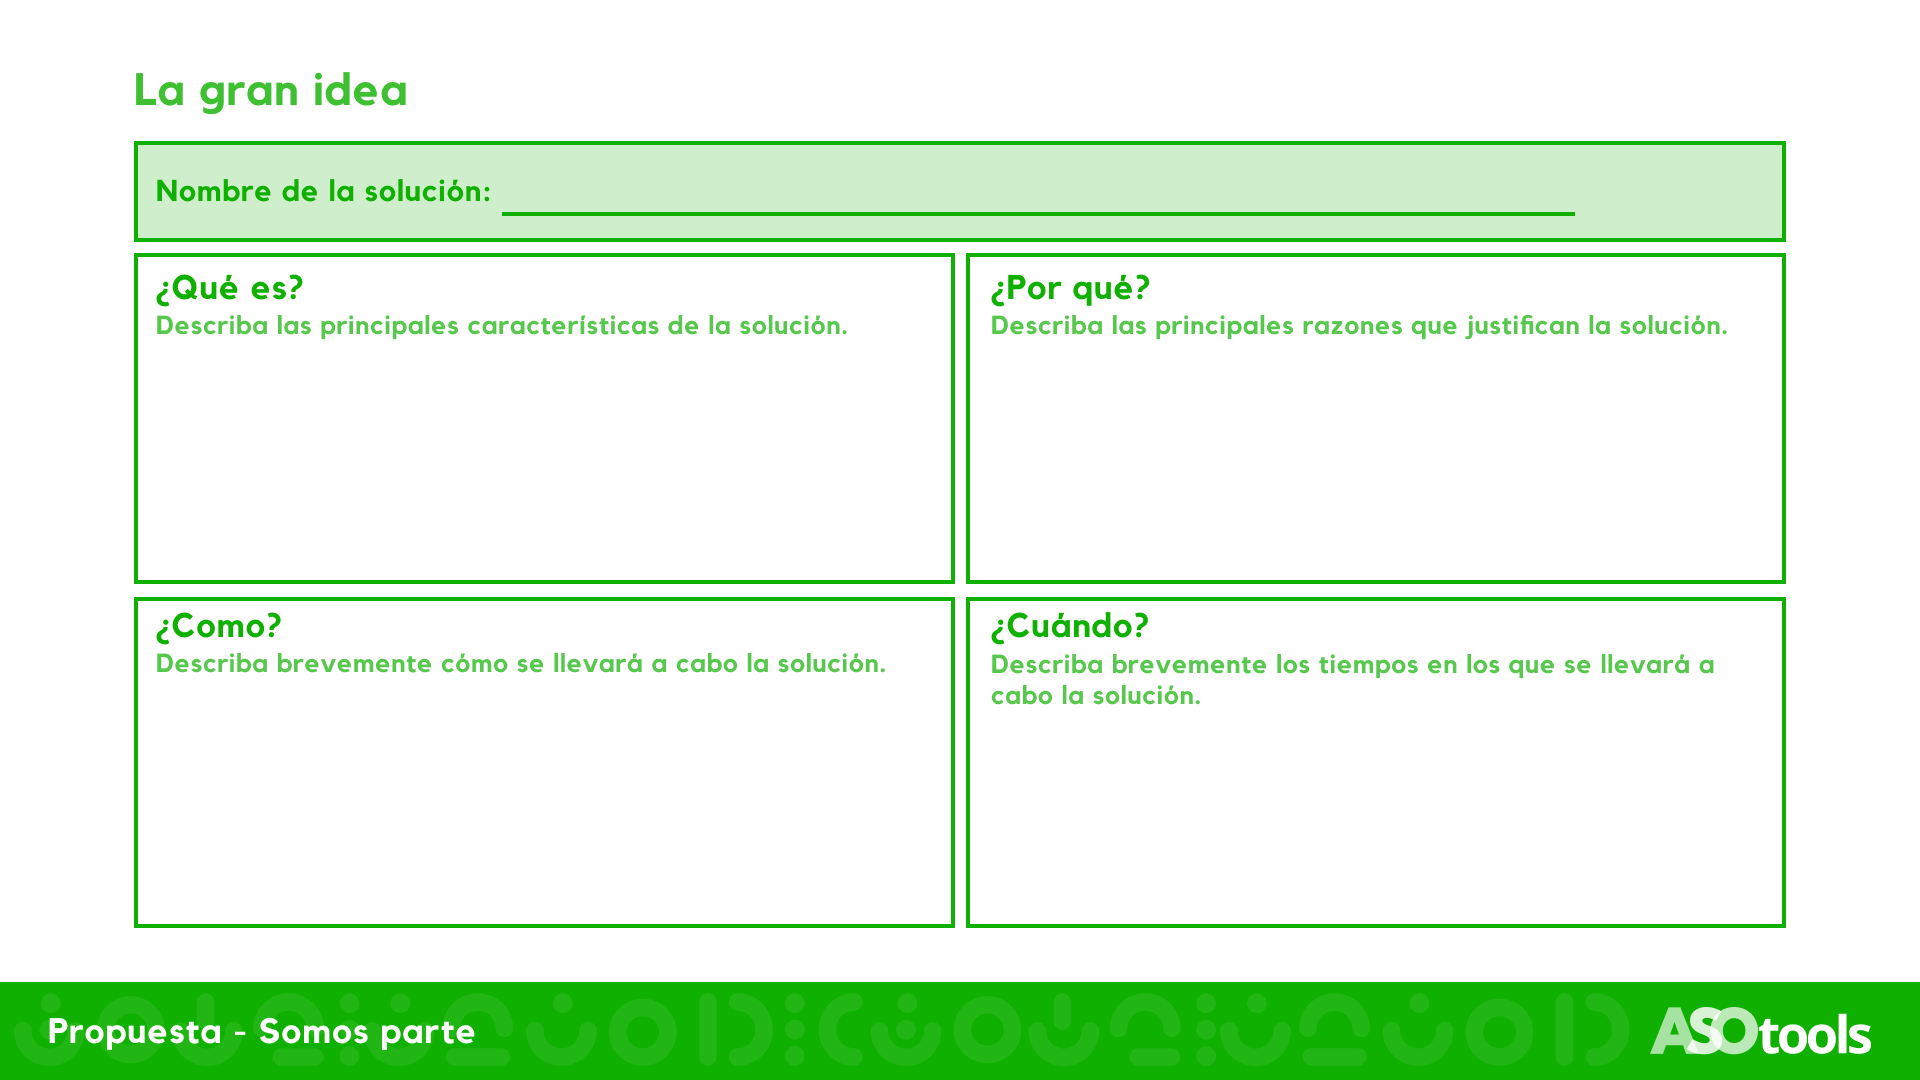 La gran idea
Nombre de la solución:
¿Qué es?
Describa las principales características de la solución.
¿Por qué?
Describa las principales razones que justifican la solución.
¿Como?
Describa brevemente cómo se llevará a cabo la solución.
¿Cuándo?
Describa brevemente los tiempos en los que se llevará a
cabo la solución.
Propuesta - Somos parte
ASOtools